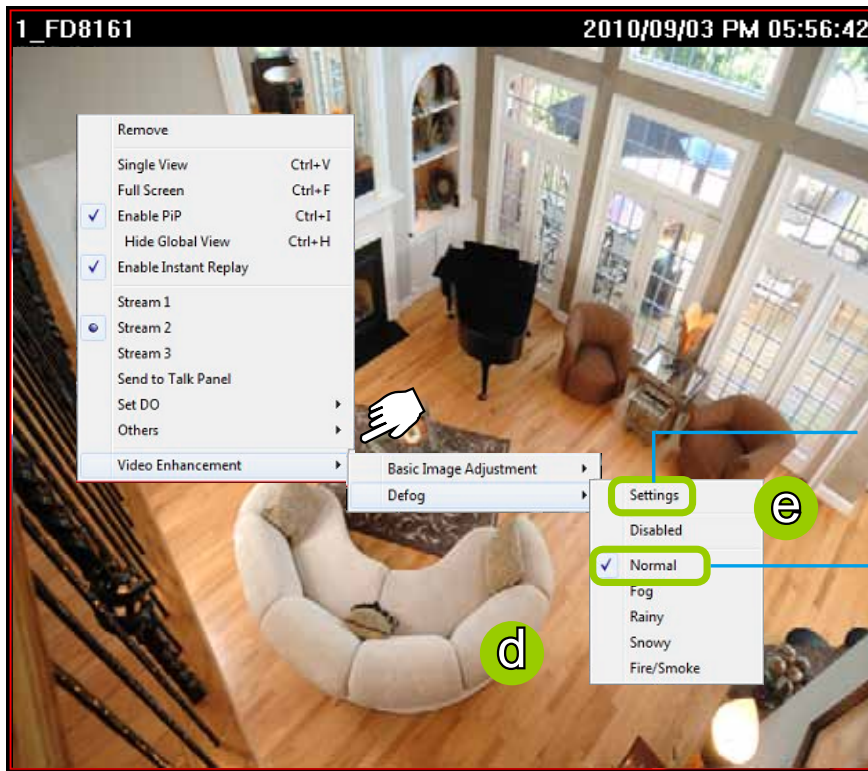 1_FD8161 2010/09/03 PM 05:56:42
Remove
Single View Ctrl+V
Full Screen Ctrl+F
Enable PiP Ctrl+I
Hide Global View Ctrl+H
Enable Instant Replay
Stream 1
Stream 2
Stream 3
Send to Talk Panel
Set DO
Others
Video Enhancement
Basic Image Adjustment
Defog
Settings
Disabled
Normal
Fog
Rainy
Snowy
Fire/Smoke
e
d